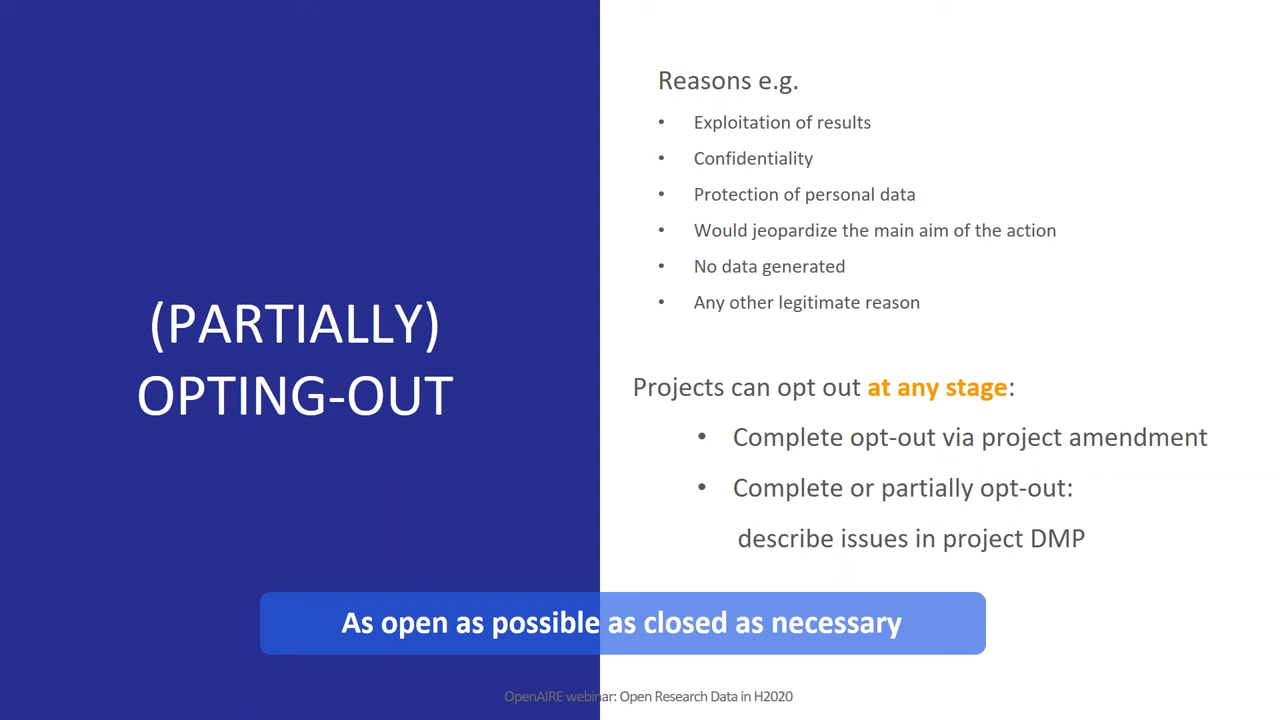 (PARTIALLY)
OPTING-OUT
Reasons e.g.
• Exploitation of results
• Confidentiality
• Protection of personal data
• Would jeopardize the main aim of the action
• No data generated
• Any other legitimate reason
Projects can opt out at any stage:
• Complete opt-out via project amendment
• Complete or partially opt-out:
describe issues in project DMP
As open as possible as closed as necessary
OpenAIRE webinar: Open Research Data in H2020